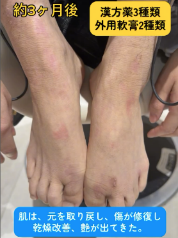 約3ヶ月後
漢方薬3種類
外用軟膏2種類
肌は、元を取り戻し、傷が修復し
乾燥改善、艶が出てきた。